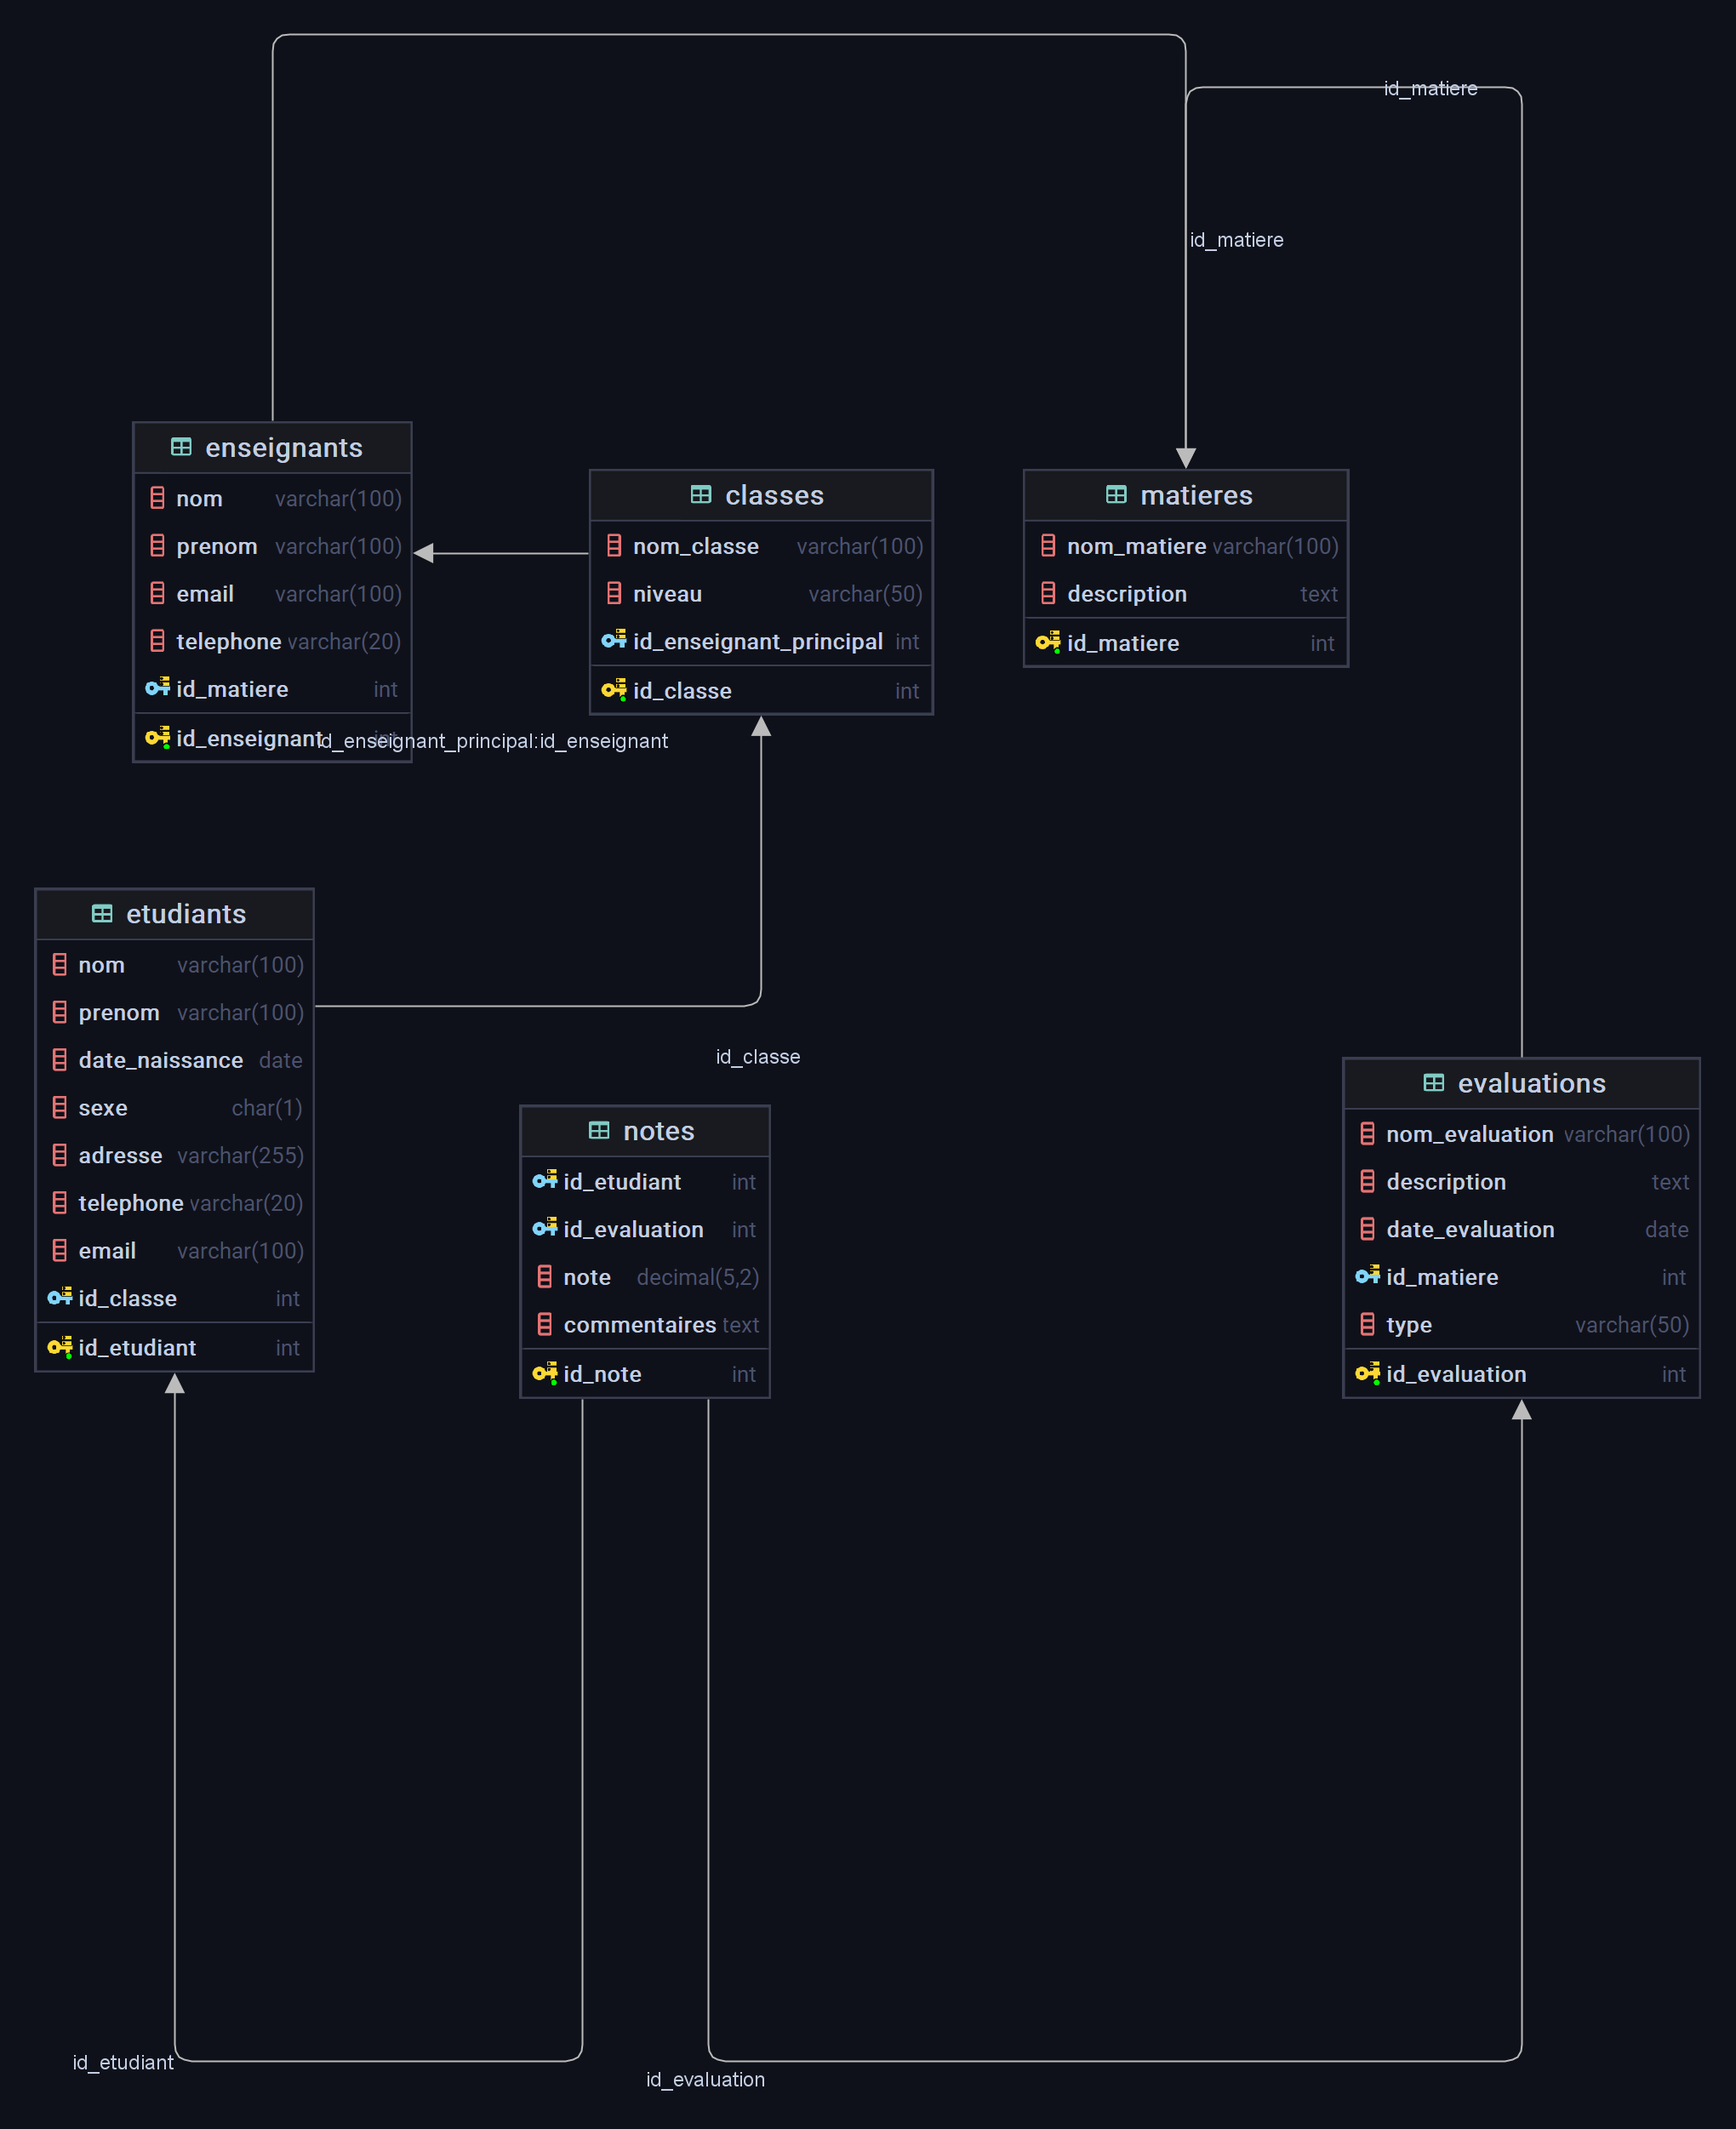 id_matiere
id_matiere
enseignants
nom varchar(100)
prenom varchar(100)
email varchar(100)
telephone varchar(20)
id_matiere int
id_enseignant int
id_enseignant_principal:id_enseignant
classes
nom_classe varchar(100)
niveau varchar(50)
id_enseignant_principal int
id_classe int
matieres
nom_matiere varchar(100)
description text
id_matiere int
etudiants
nom varchar(100)
prenom varchar(100)
date_naissance date
sexe char(1)
adresse varchar(255)
telephone varchar(20)
email varchar(100)
id_classe int
id_etudiant int
id_classe
notes
id_etudiant int
id_evaluation int
note decimal(5,2)
commentaires text
id_note int
evaluations
nom_evaluation varchar(100)
description text
date_evaluation date
id_matiere int
type varchar(50)
id_evaluation int
id_etudiant
id_evaluation